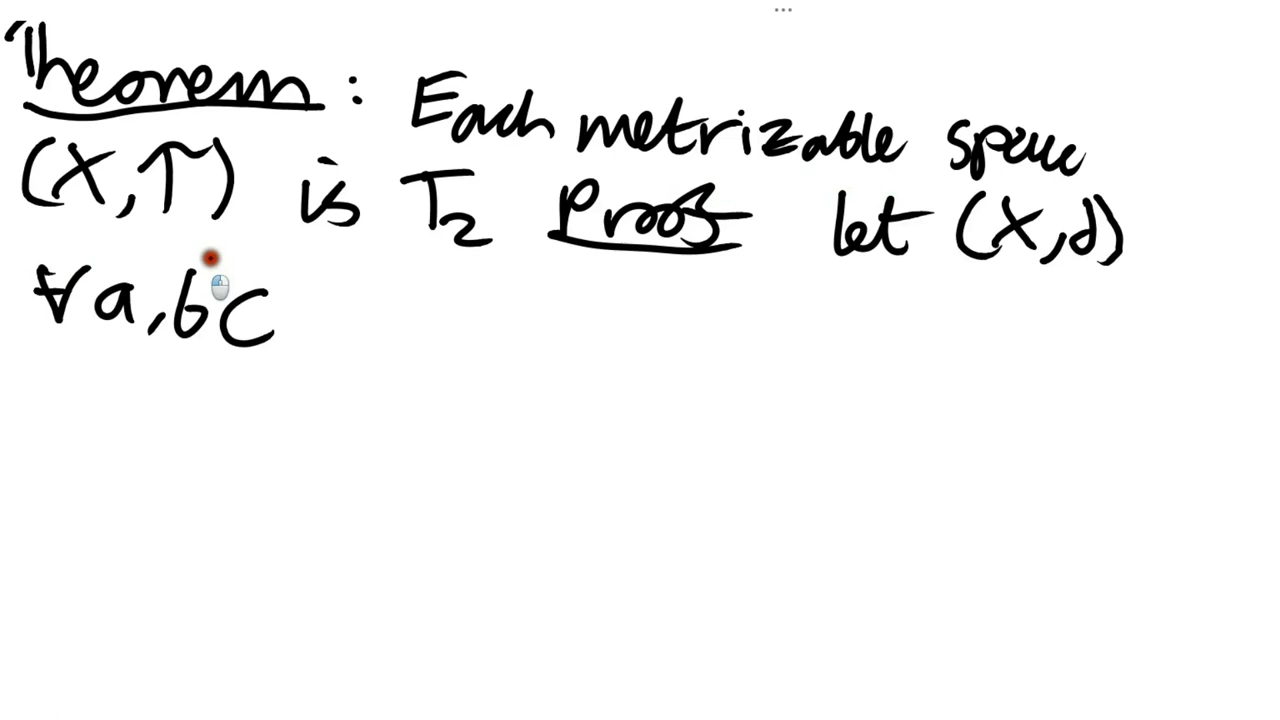 Theorem: Each metrizable space
(X,τ) is T₂ Proof let (X,d)
∀a,b C